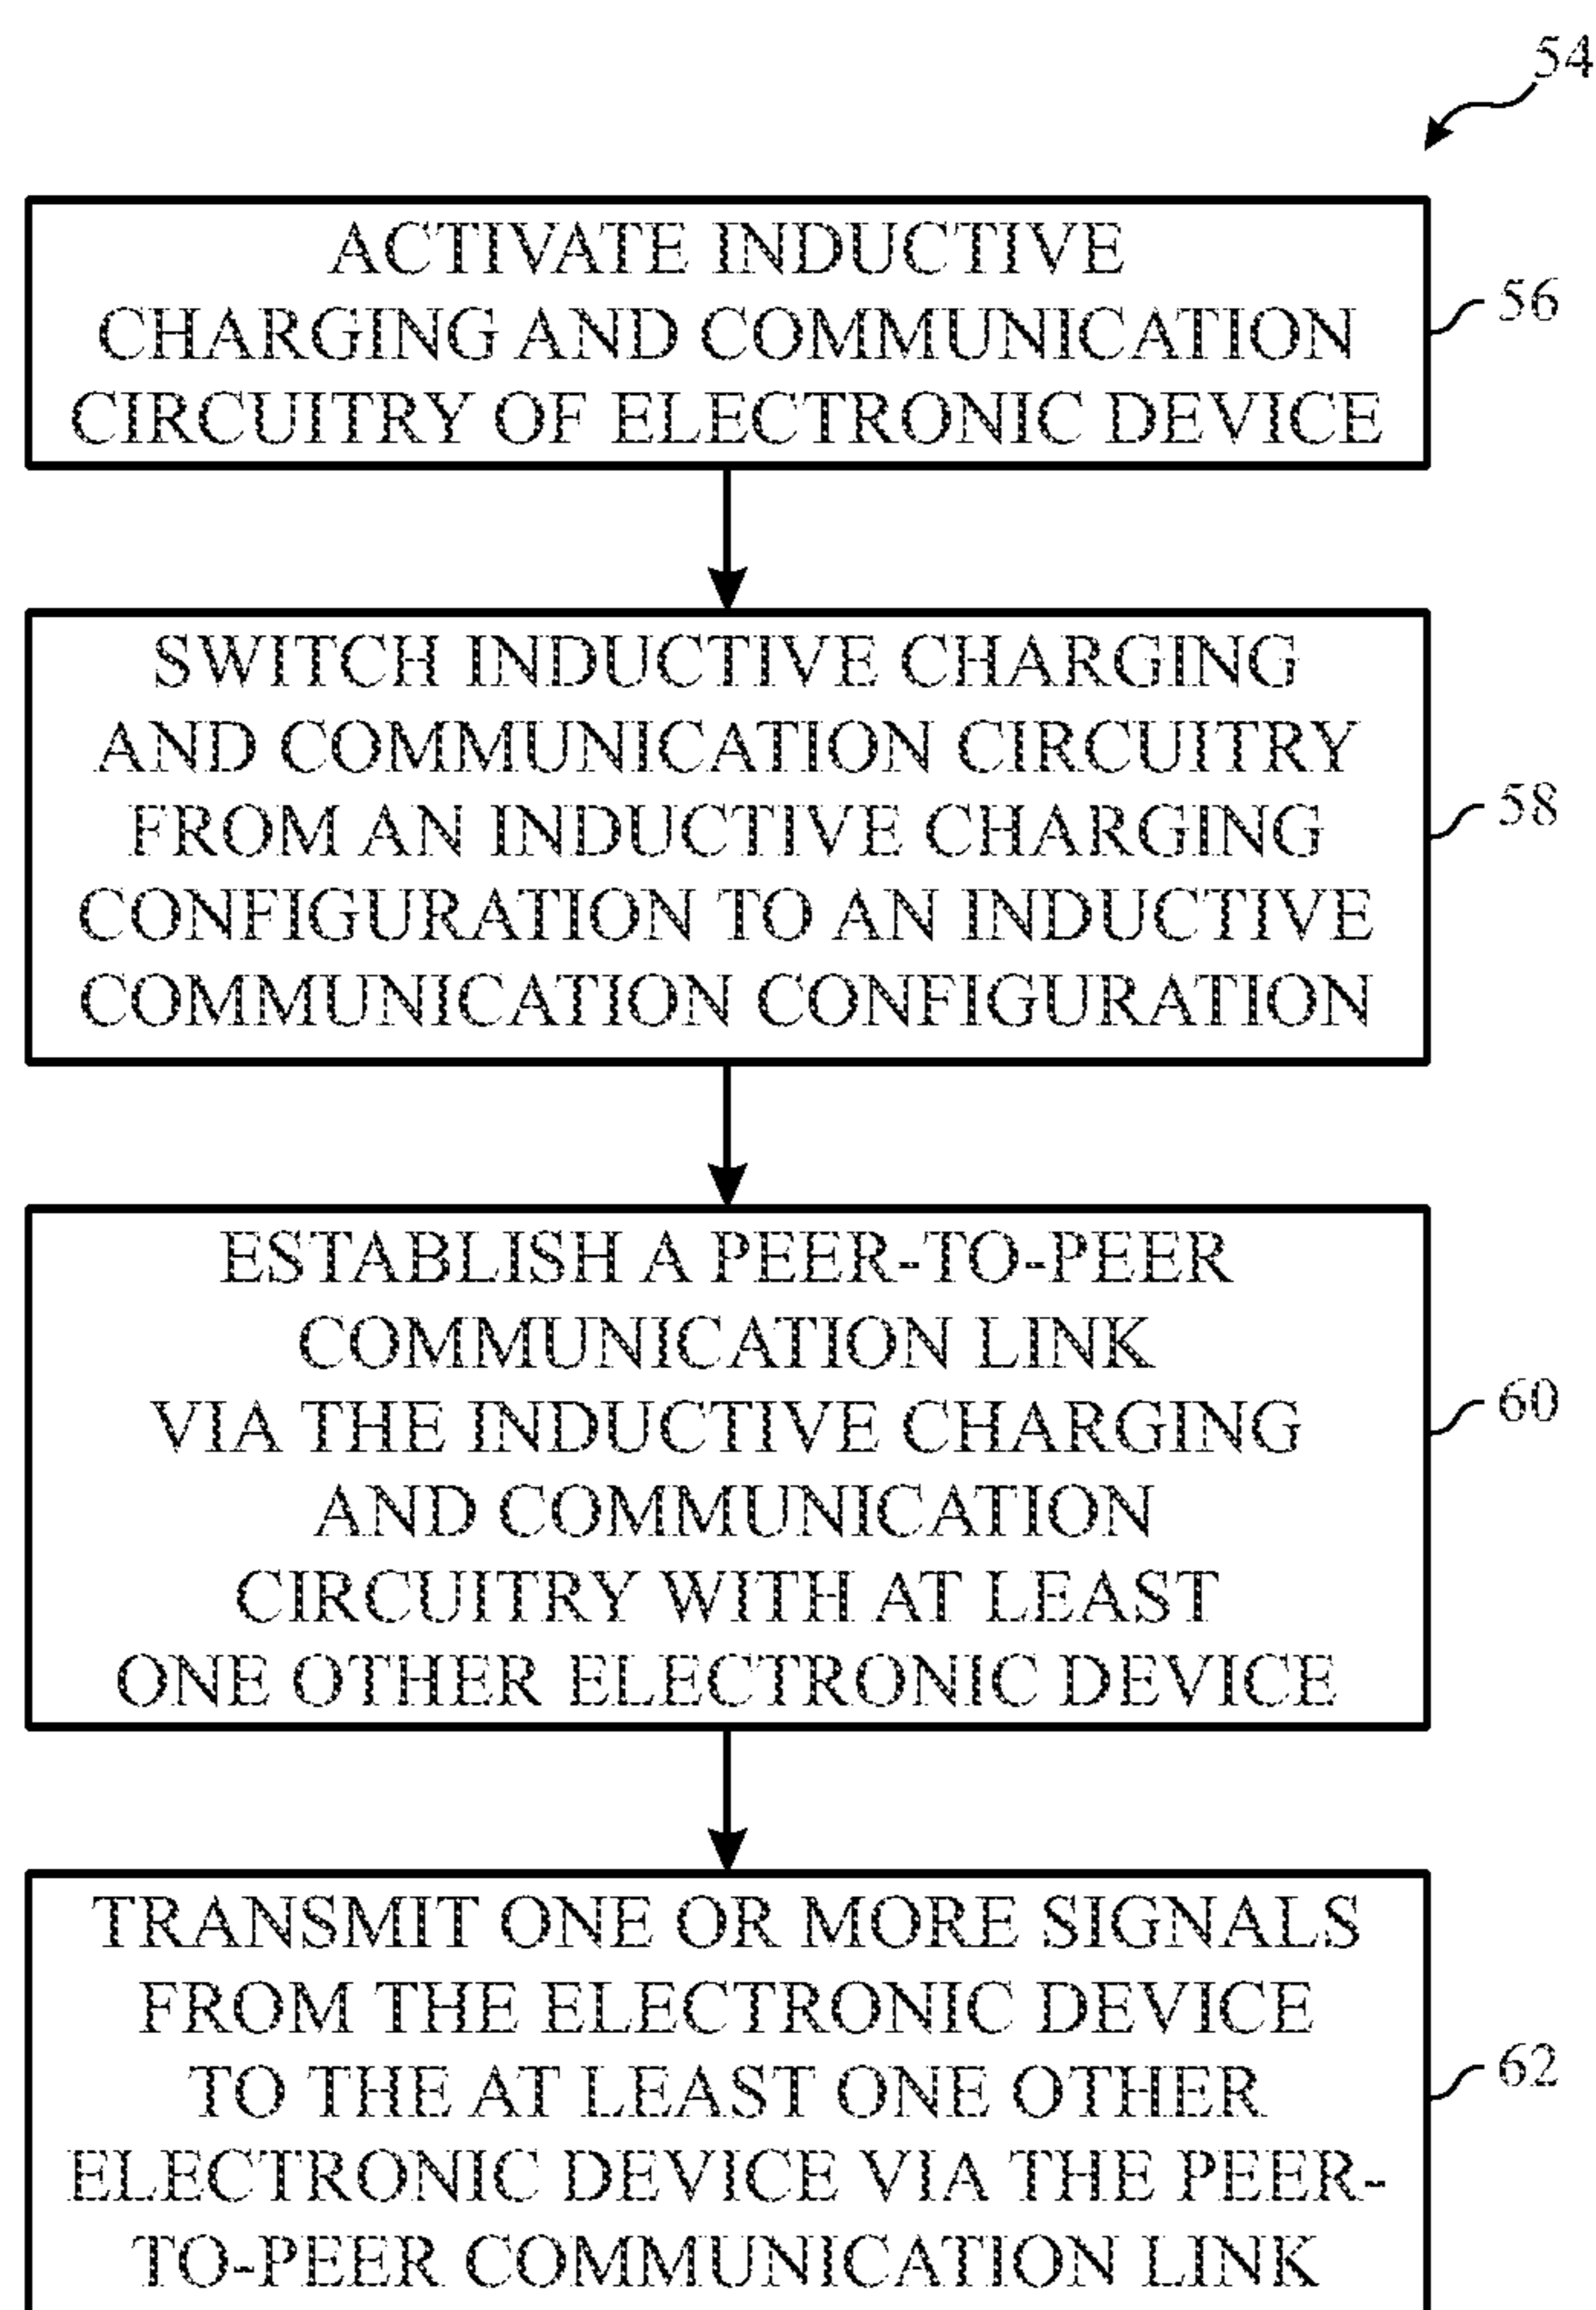 54
ACTIVATE INDUCTIVE
CHARGING AND COMMUNICATION
CIRCUITRY OF ELECTRONIC DEVICE
56
SWITCH INDUCTIVE CHARGING
AND COMMUNICATION CIRCUITRY
FROM AN INDUCTIVE CHARGING
CONFIGURATION TO AN INDUCTIVE
COMMUNICATION CONFIGURATION
58
ESTABLISH A PEER-TO-PEER
COMMUNICATION LINK
VIA THE INDUCTIVE CHARGING
AND COMMUNICATION
CIRCUITRY WITH AT LEAST
ONE OTHER ELECTRONIC DEVICE
60
TRANSMIT ONE OR MORE SIGNALS
FROM THE ELECTRONIC DEVICE
TO THE AT LEAST ONE OTHER
ELECTRONIC DEVICE VIA THE PEER-
TO-PEER COMMUNICATION LINK
62